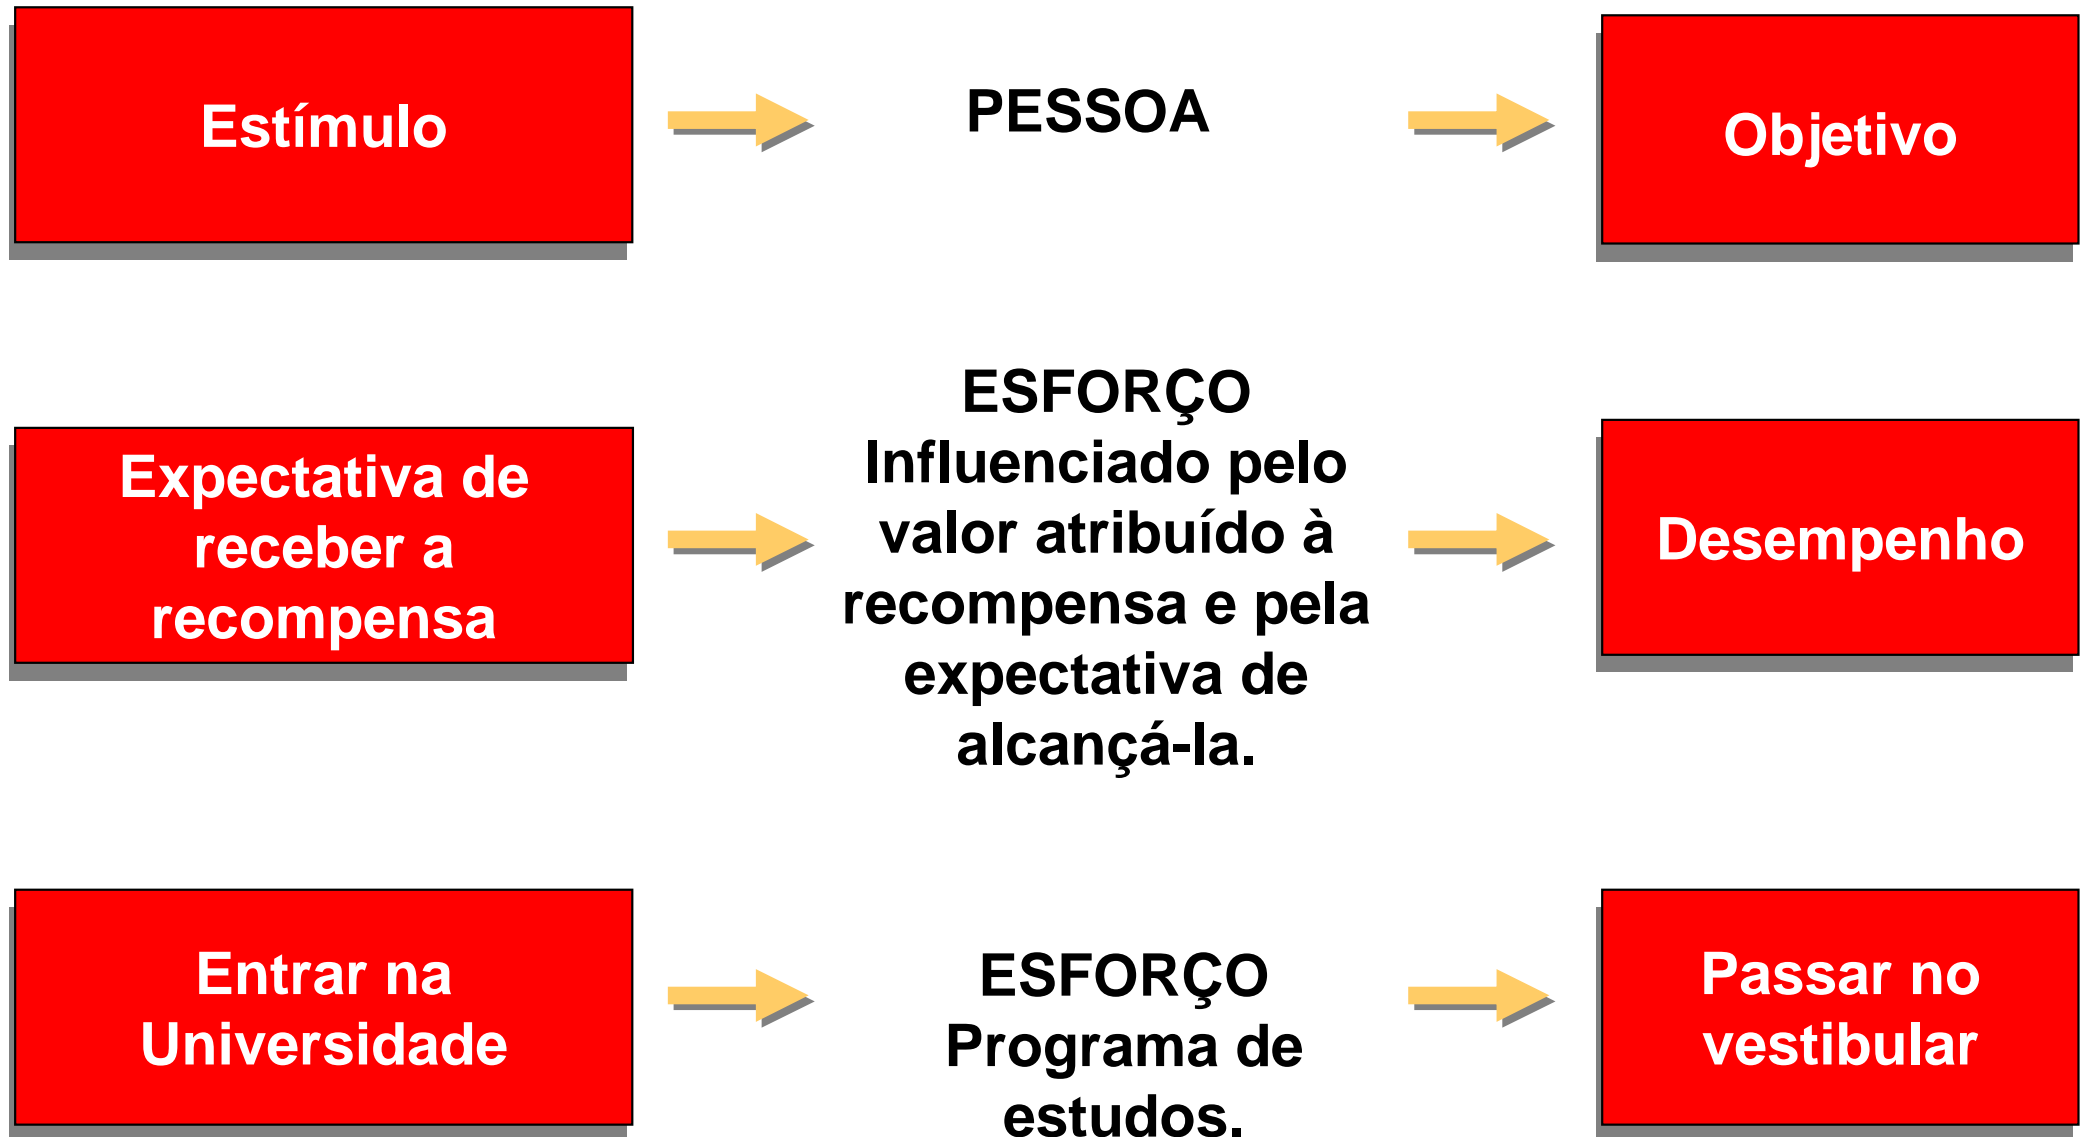 Estímulo
PESSOA
Objetivo
Expectativa de
receber a
recompensa
ESFORÇO
Influenciado pelo
valor atribuído à
recompensa e pela
expectativa de
alcançá-la.
Desempenho
Entrar na
Universidade
ESFORÇO
Programa de
estudos.
Passar no
vestibular